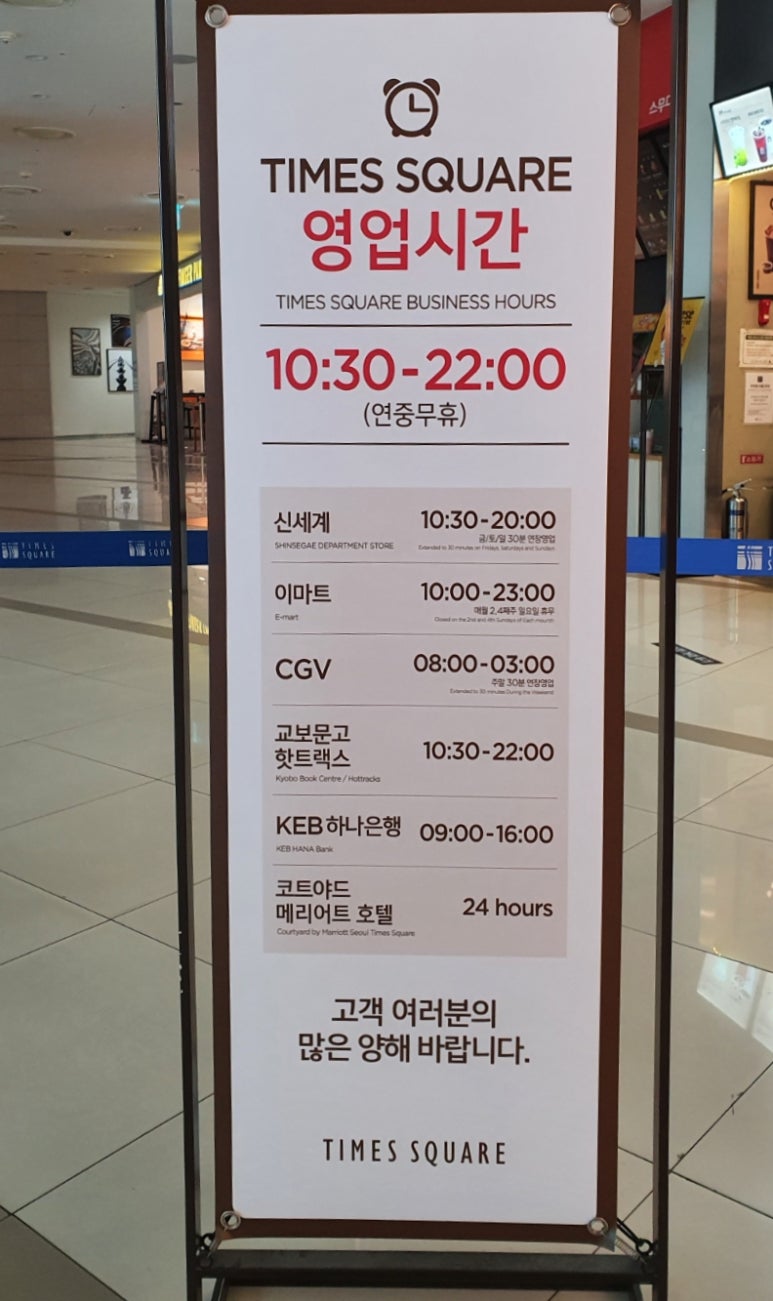 TIMES SQUARE
영업시간
TIMES SQUARE BUSINESS HOURS
10:30-22:00
(연중무휴)
신세계
SHINSEGAE DEPARTMENT STORE
10:30-20:00
금/토/일 30분 연장영업
Extended to 30 minutes on Fridays, Saturdays and Sundays
이마트
E-mart
10:00-23:00
매월 2,4째주 일요일 휴무
Closed on the 2nd and 4th Sundays of Each mounth
CGV
08:00-03:00
주말 30분 연장영업
Extended to 30 minutes During the Weekend
교보문고
핫트랙스
Kyobo Book Centre / Hottracks
10:30-22:00
KEB 하나은행
KEB HANA Bank
09:00-16:00
코트야드
메리어트 호텔
Courtyard by Marriott Seoul Times Square
24 hours
고객 여러분의
많은 양해 바랍니다.
TIMES SQUARE
TIMES
SQUARE
스무